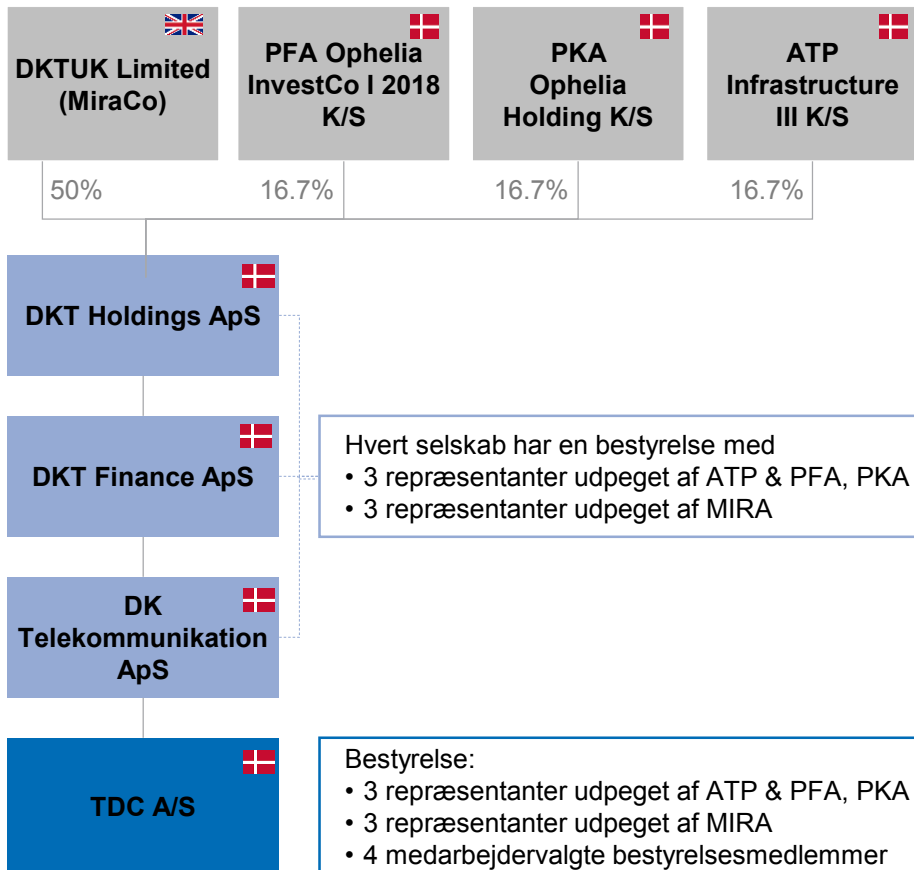 DKTUK Limited
(MiraCo)
PFA Ophelia
InvestCo I 2018
K/S
PKA
Ophelia
Holding K/S
ATP
Infrastructure
III K/S
50%
16.7%
16.7%
16.7%
DKT Holdings ApS
DKT Finance ApS
Hvert selskab har en bestyrelse med
• 3 repræsentanter udpeget af ATP & PFA, PKA
• 3 repræsentanter udpeget af MIRA
DK
Telekommunikation
ApS
TDC A/S
Bestyrelse:
• 3 repræsentanter udpeget af ATP & PFA, PKA
• 3 repræsentanter udpeget af MIRA
• 4 medarbejdervalgte bestyrelsesmedlemmer